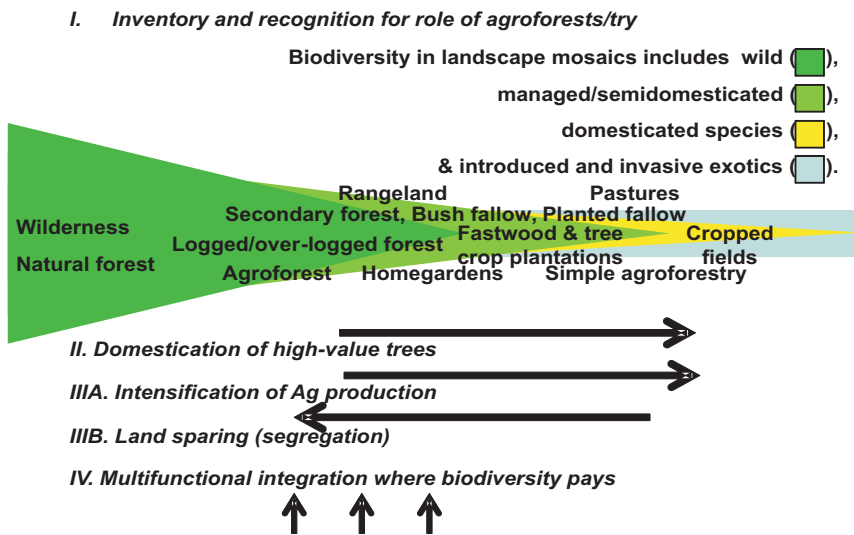 I. Inventory and recognition for role of agroforests/try
Biodiversity in landscape mosaics includes wild ( ),
managed/semidomesticated ( ),
domesticated species ( ),
& introduced and invasive exotics ( ).
Rangeland Pastures
Secondary forest, Bush fallow, Planted fallow
Wilderness
Fastwood & tree Cropped
Logged/over-logged forest
crop plantations fields
Natural forest
Agroforest Homegardens Simple agroforestry
II. Domestication of high-value trees
IIIA. Intensification of Ag production
IIIB. Land sparing (segregation)
IV. Multifunctional integration where biodiversity pays